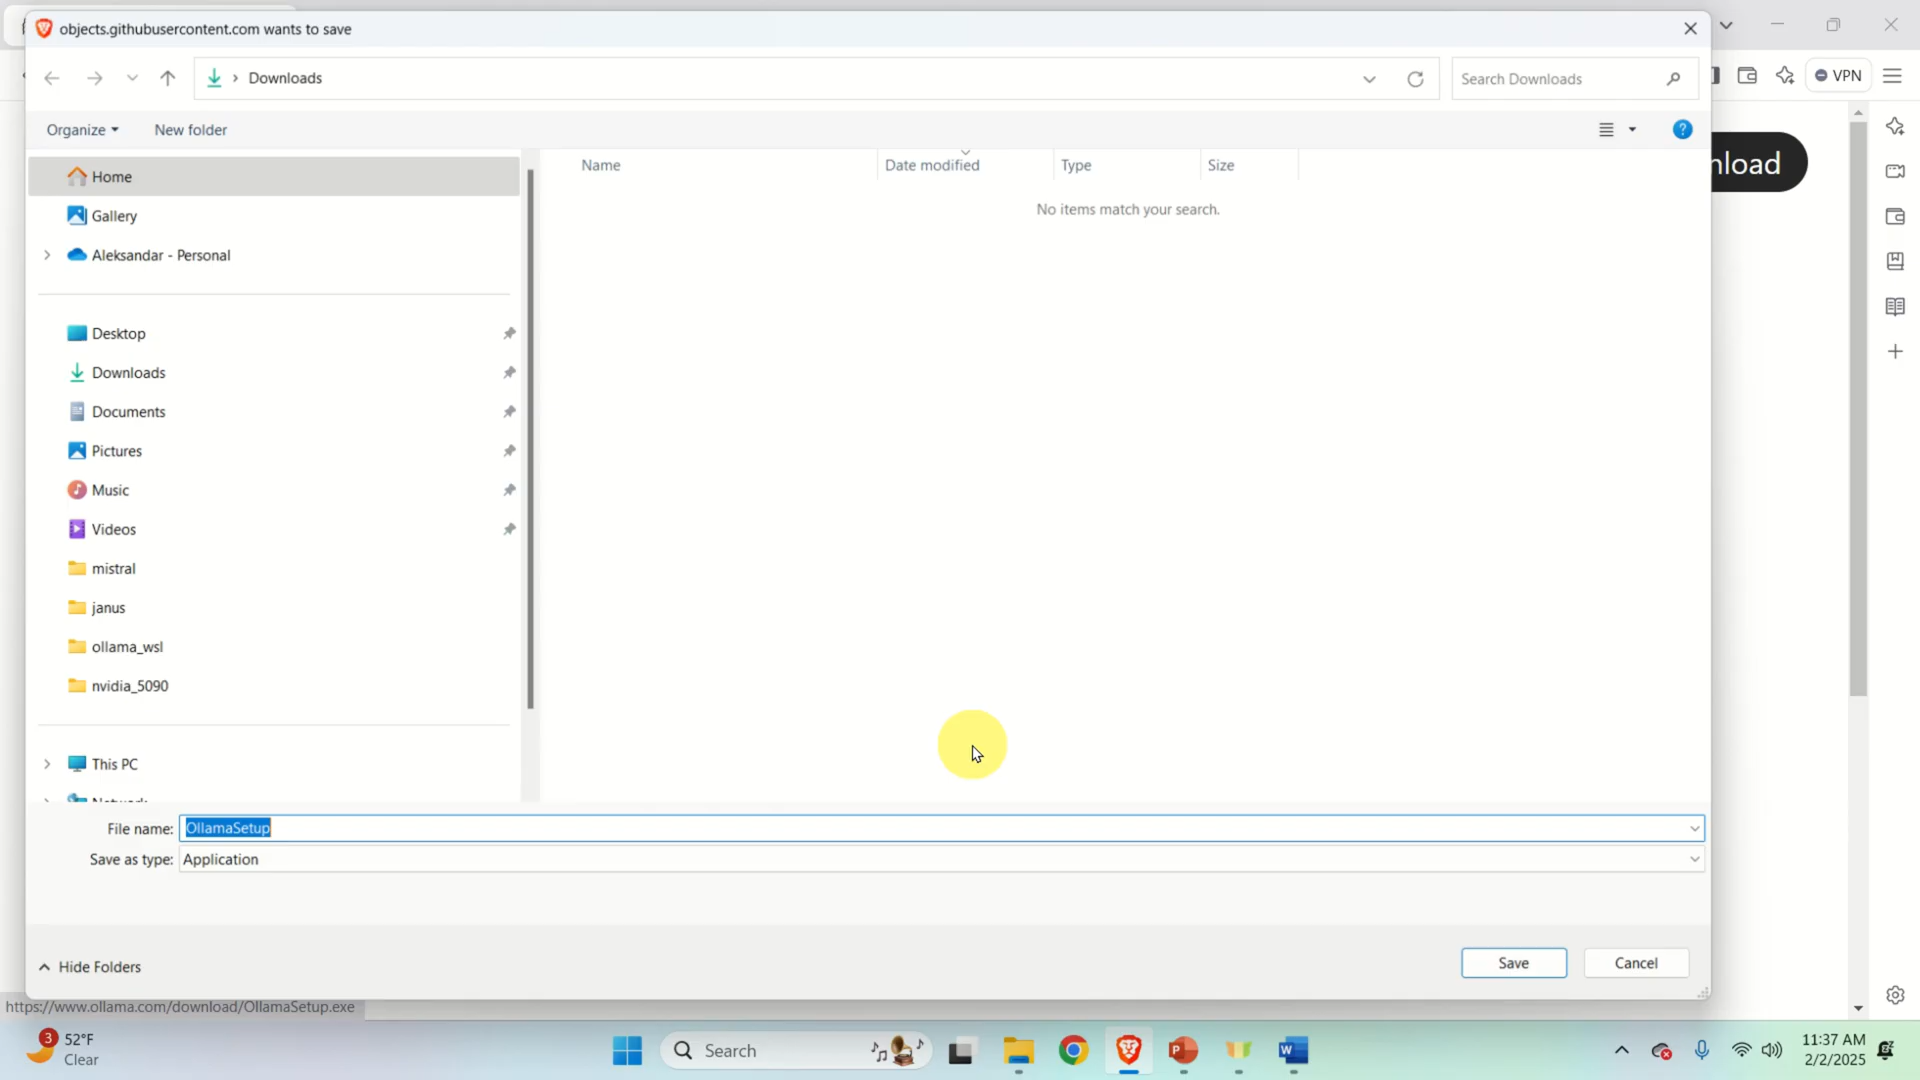 objects.githubusercontent.com wants to save
Downloads
Search Downloads
VPN
Organize
New folder
nload
Home
Gallery
Aleksandar - Personal
Desktop
Downloads
Documents
Pictures
Music
Videos
mistral
janus
ollama_wsl
nvidia_5090
This PC
Network
Name
Date modified
Type
Size
No items match your search.
File name: OllamaSetup
Save as type: Application
Hide Folders
Save
Cancel
https://www.ollama.com/download/OllamaSetup.exe
3
52°F
Clear
Search
11:37 AM
2/2/2025